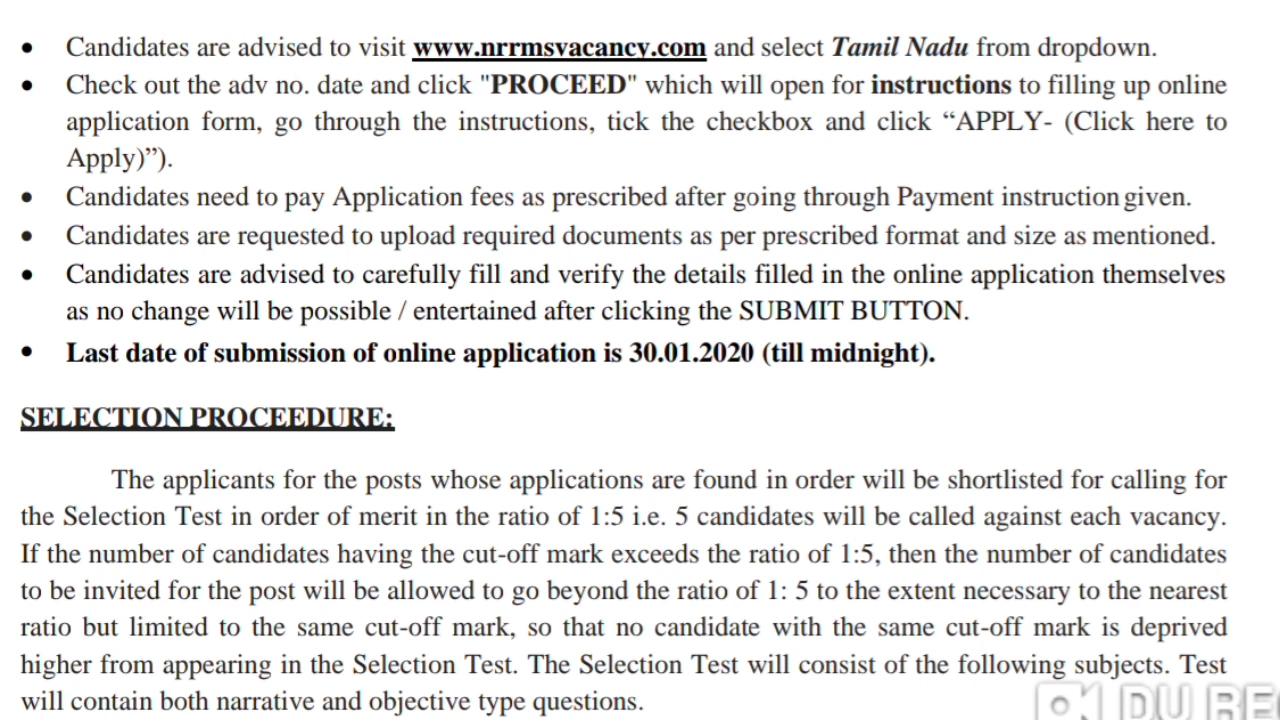 • Candidates are advised to visit www.nrrmsvacancy.com and select Tamil Nadu from dropdown.
• Check out the adv no. date and click "PROCEED" which will open for instructions to filling up online
application form, go through the instructions, tick the checkbox and click “APPLY- (Click here to
Apply)”).
• Candidates need to pay Application fees as prescribed after going through Payment instruction given.
• Candidates are requested to upload required documents as per prescribed format and size as mentioned.
• Candidates are advised to carefully fill and verify the details filled in the online application themselves
as no change will be possible / entertained after clicking the SUBMIT BUTTON.
• Last date of submission of online application is 30.01.2020 (till midnight).
SELECTION PROCEEDURE:
The applicants for the posts whose applications are found in order will be shortlisted for calling for
the Selection Test in order of merit in the ratio of 1:5 i.e. 5 candidates will be called against each vacancy.
If the number of candidates having the cut-off mark exceeds the ratio of 1:5, then the number of candidates
to be invited for the post will be allowed to go beyond the ratio of 1: 5 to the extent necessary to the nearest
ratio but limited to the same cut-off mark, so that no candidate with the same cut-off mark is deprived
higher from appearing in the Selection Test. The Selection Test will consist of the following subjects. Test
will contain both narrative and objective type questions.
DU REC